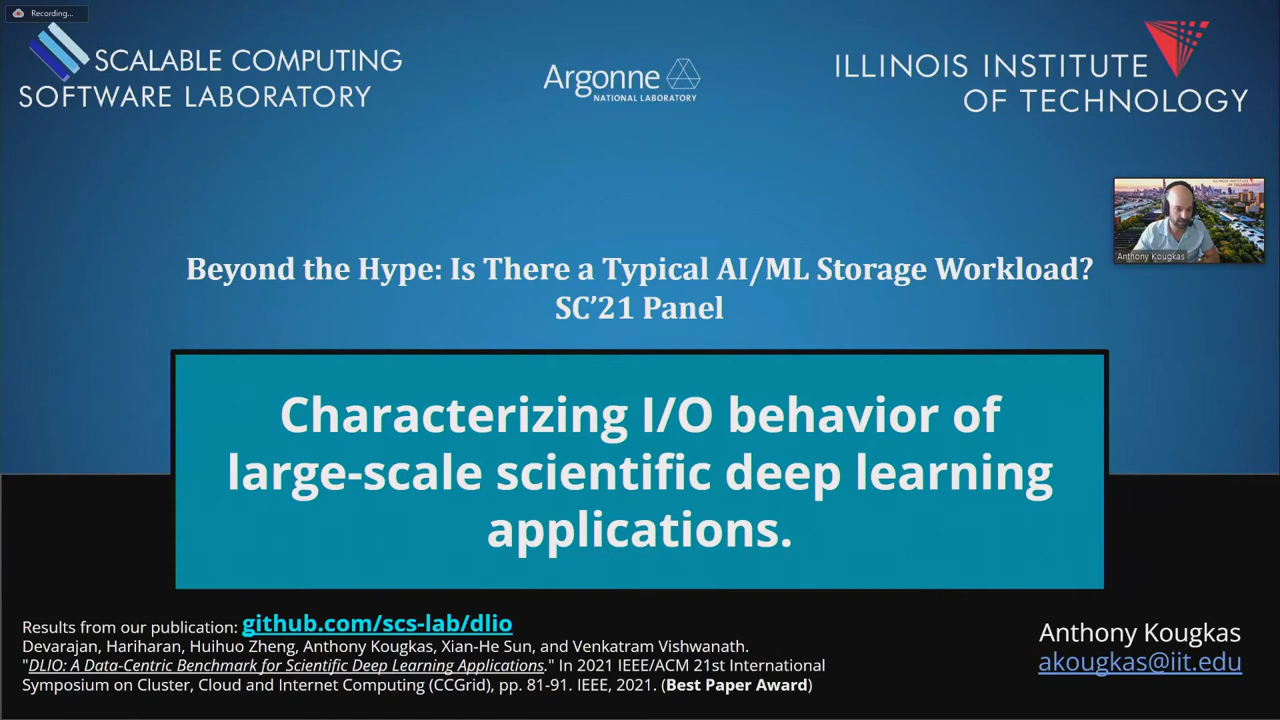 Recording...
SCALABLE COMPUTING
SOFTWARE LABORATORY
Argonne
NATIONAL LABORATORY
ILLINOIS INSTITUTE
OF TECHNOLOGY
ILLINOIS INSTITUTE
OF TECHNOLOGY
Anthony Kougkas
Beyond the Hype: Is There a Typical AI/ML Storage Workload?
SC’21 Panel
Characterizing I/O behavior of
large-scale scientific deep learning
applications.
Results from our publication: github.com/scs-lab/dlio
Devarajan, Hariharan, Huihuo Zheng, Anthony Kougkas, Xian-He Sun, and Venkatram Vishwanath.
"DLIO: A Data-Centric Benchmark for Scientific Deep Learning Applications." In 2021 IEEE/ACM 21st International
Symposium on Cluster, Cloud and Internet Computing (CCGrid), pp. 81-91. IEEE, 2021. (Best Paper Award)
Anthony Kougkas
akougkas@iit.edu